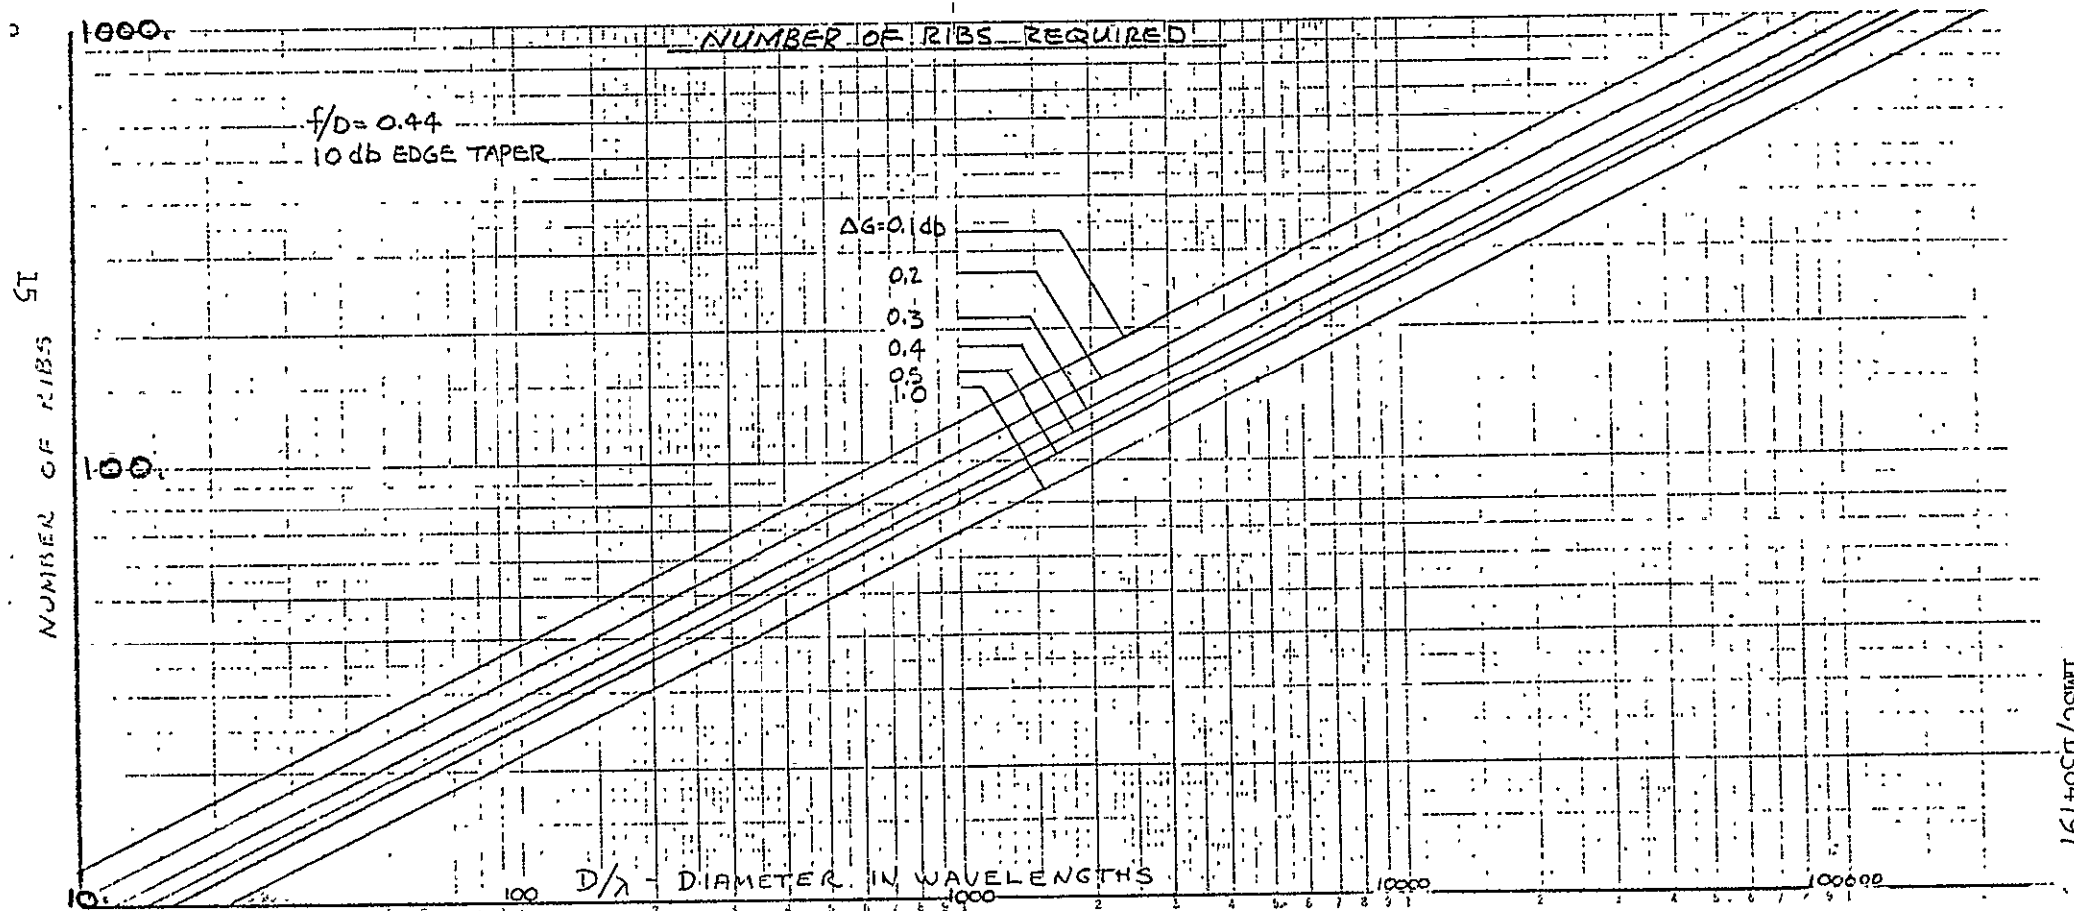 1000.
NUMBER OF RIBS REQUIRED
f/D = 0.44
10 db EDGE TAPER
ΔG=0.1db
0.2
0.3
0.4
0.5
1.0
15
NUMBER OF RIBS
100.
10.
100
D/λ - DIAMETER IN WAVELENGTHS
1000
10000
100000